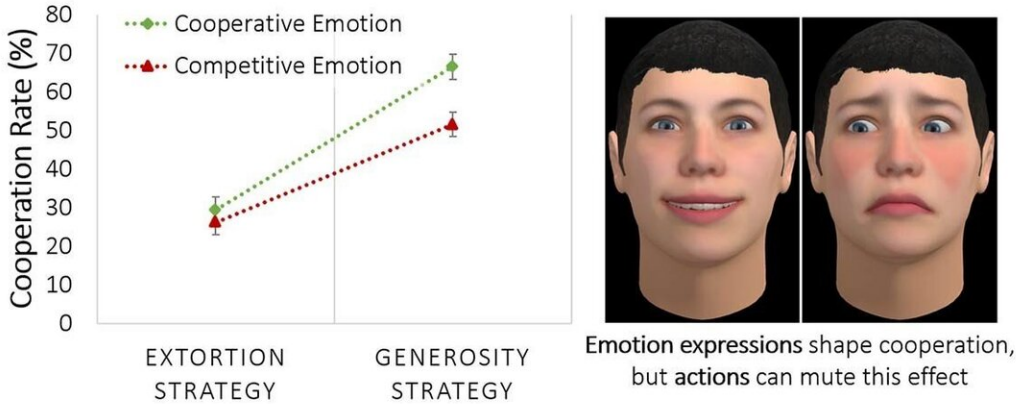 80
70
60
50
40
30
20
10
0
Cooperation Rate (%)
Cooperative Emotion
Competitive Emotion
EXTORTION
STRATEGY
GENEROSITY
STRATEGY
Emotion expressions shape cooperation,
but actions can mute this effect